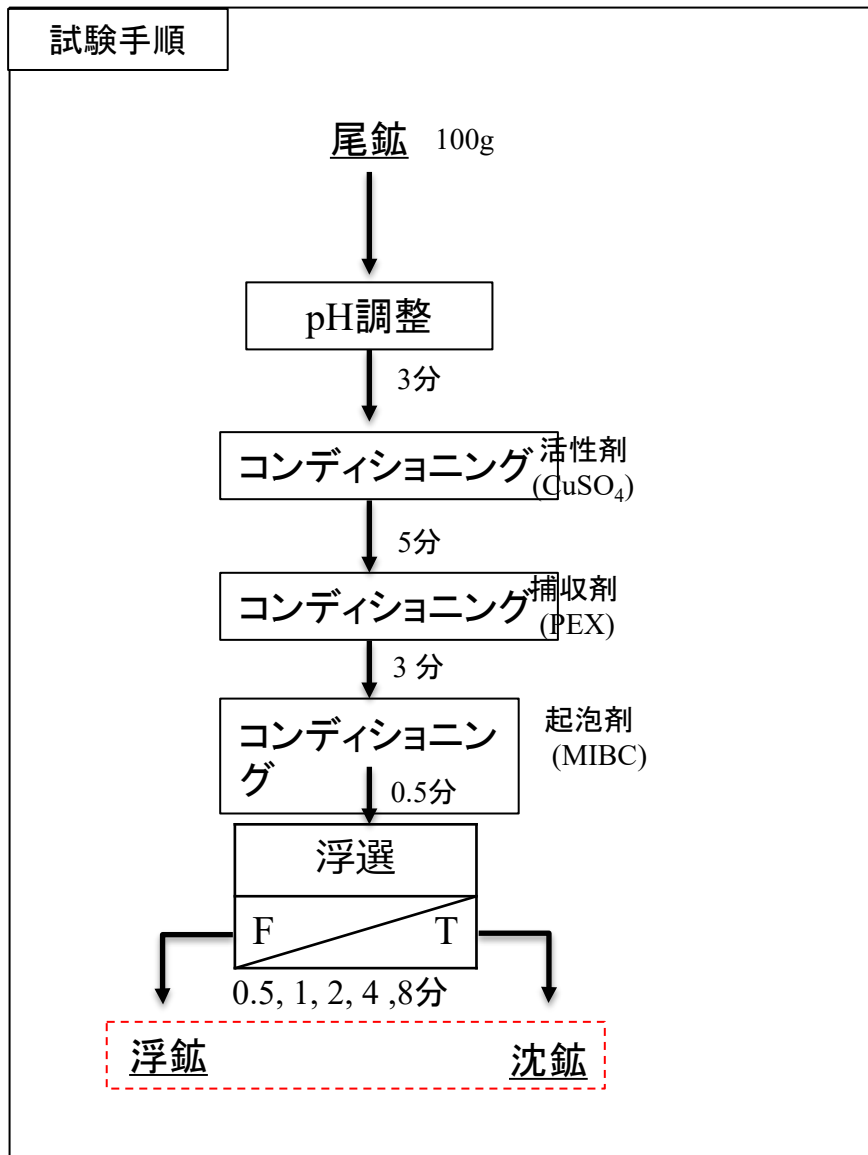 試験手順
尾鉱 100g
pH調整
3分
コンディショニング
活性剤
(CuSO₄)
5分
コンディショニング
捕収剤
(PEX)
3 分
コンディショニン
グ
起泡剤
(MIBC)
0.5分
浮選
F T
0.5, 1, 2, 4 ,8分
浮鉱 沈鉱